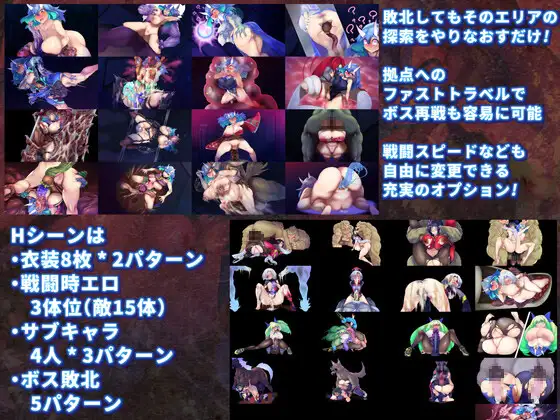 敗北してもそのエリアの
探索をやりなおすだけ!
拠点への
ファストトラベルで
ボス再戦も容易に可能
戦闘スピードなども
自由に変更できる
充実のオプション!
Hシーンは
・衣装8枚*2パターン
・戦闘時エロ
3体位(敵15体)
・サブキャラ
4人*3パターン
・ボス敗北
5パターン